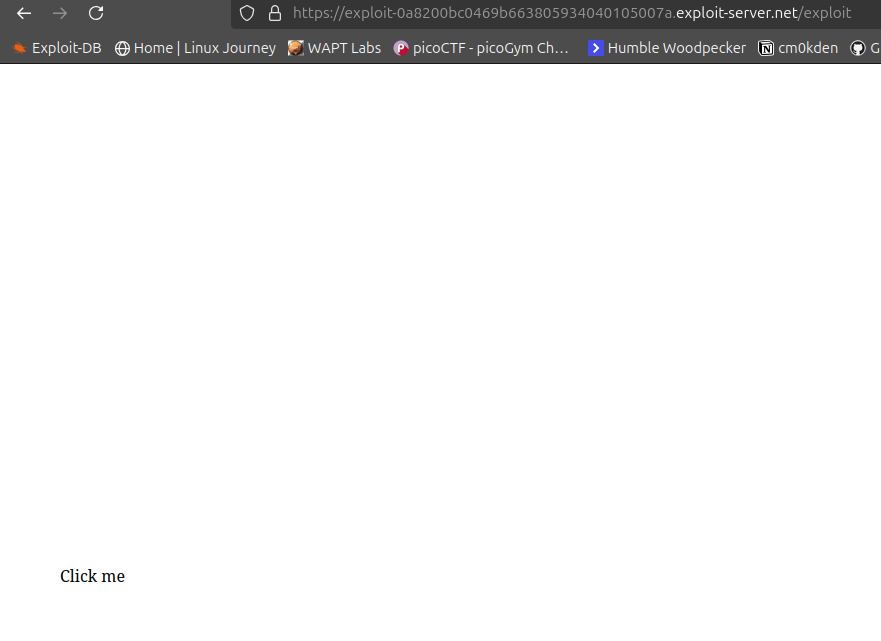 https://exploit-0a8200bc0469b663805934040105007a.exploit-server.net/exploit
Exploit-DB Home | Linux Journey WAPT Labs picoCTF - picoGym Ch… Humble Woodpecker cm0kden G
Click me